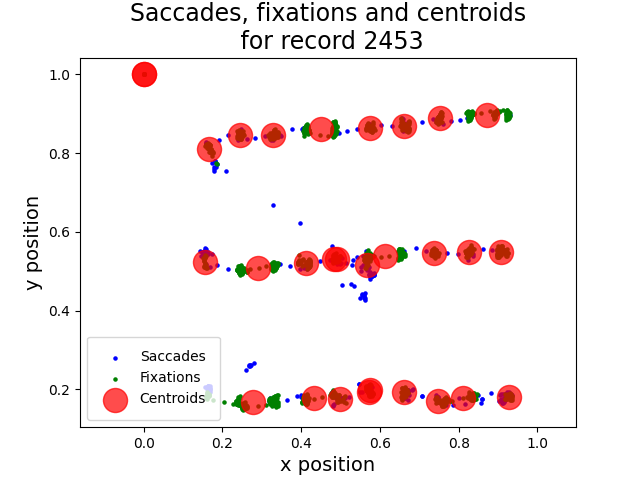 Saccades, fixations and centroids
for record 2453
1.0
0.8
0.6
0.4
0.2
y position
Saccades
Fixations
Centroids
0.0 0.2 0.4 0.6 0.8 1.0
x position